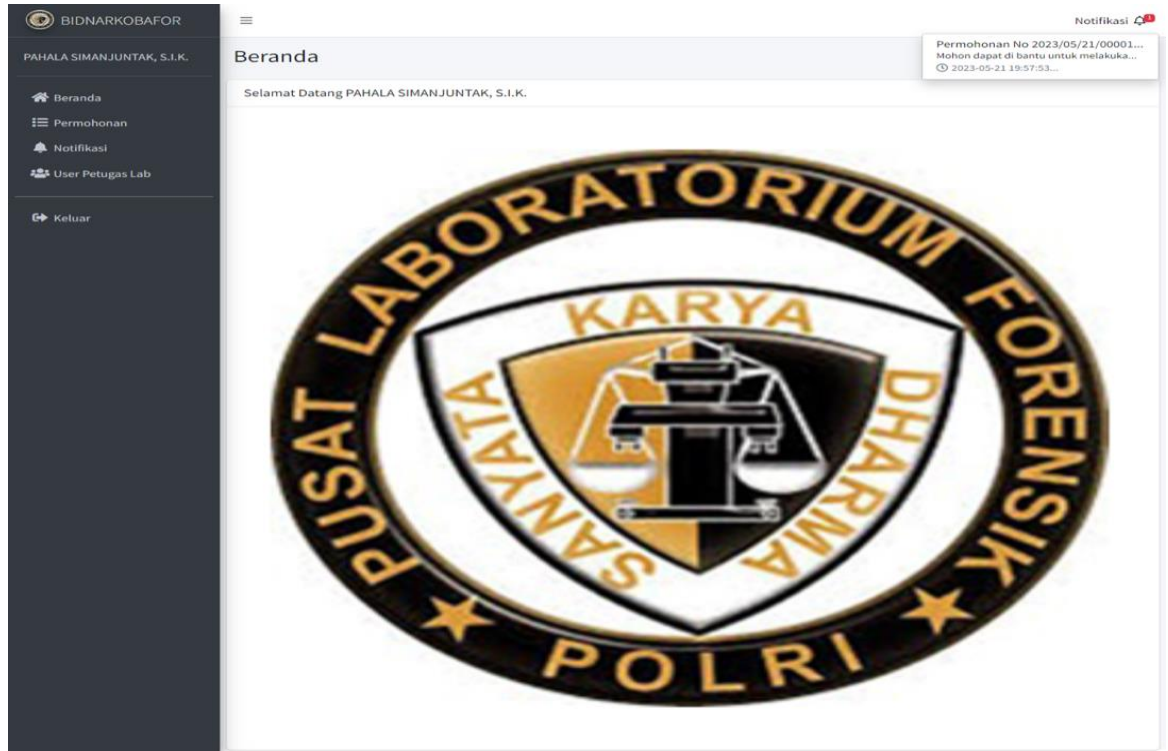 BIDNARKOBAFOR
PAHALA SIMANJUNTAK, S.I.K.
Beranda
Permohonan
Notifikasi
User Petugas Lab
Keluar
Notifikasi
Beranda
Permohonan No 2023/05/21/00001...
Mohon dapat di bantu untuk melakuka...
2023-05-21 19:57:53...
Selamat Datang PAHALA SIMANJUNTAK, S.I.K.
PUSAT LABORATORIUM FORENSIK
POLRI
KARYA
SANYATA
DHARMA